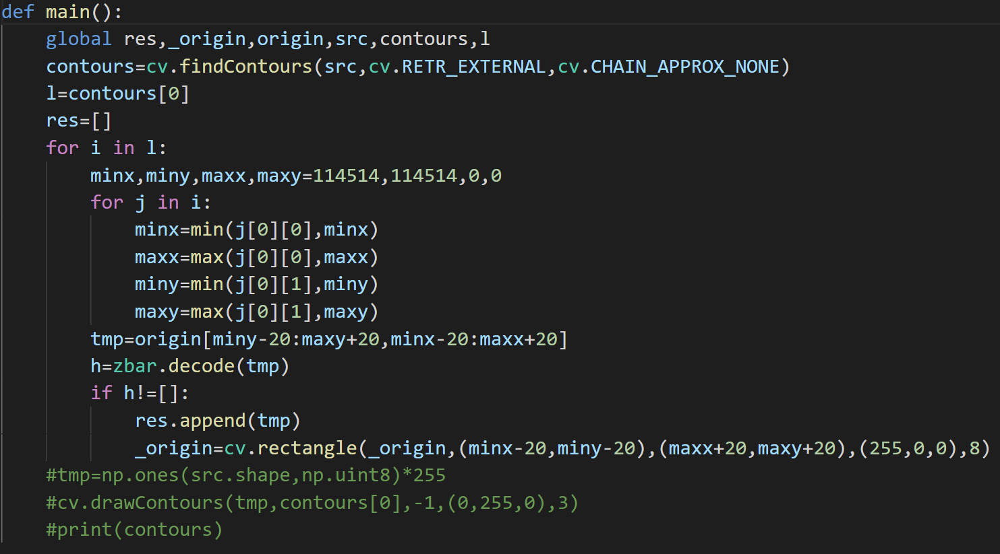 def main():
    global res,_origin,origin,src,contours,l
    contours=cv.findContours(src,cv.RETR_EXTERNAL,cv.CHAIN_APPROX_NONE)
    l=contours[0]
    res=[]
    for i in l:
        minx,miny,maxx,maxy=114514,114514,0,0
        for j in i:
            minx=min(j[0][0],minx)
            maxx=max(j[0][0],maxx)
            miny=min(j[0][1],miny)
            maxy=max(j[0][1],maxy)
        tmp=origin[miny-20:maxy+20,minx-20:maxx+20]
        h=zbar.decode(tmp)
        if h!=[]:
            res.append(tmp)
            _origin=cv.rectangle(_origin,(minx-20,miny-20),(maxx+20,maxy+20),(255,0,0),8)
    #tmp=np.ones(src.shape,np.uint8)*255
    #cv.drawContours(tmp,contours[0],-1,(0,255,0),3)
    #print(contours)